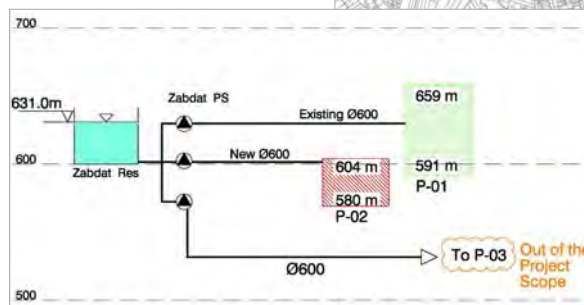 700
631.0m
Zabdat PS
Existing Ø600
659 m
Zabdat Res
600
New Ø600
604 m
591 m
P-01
580 m
P-02
Ø600
To P-03
Out of the
Project
Scope
500